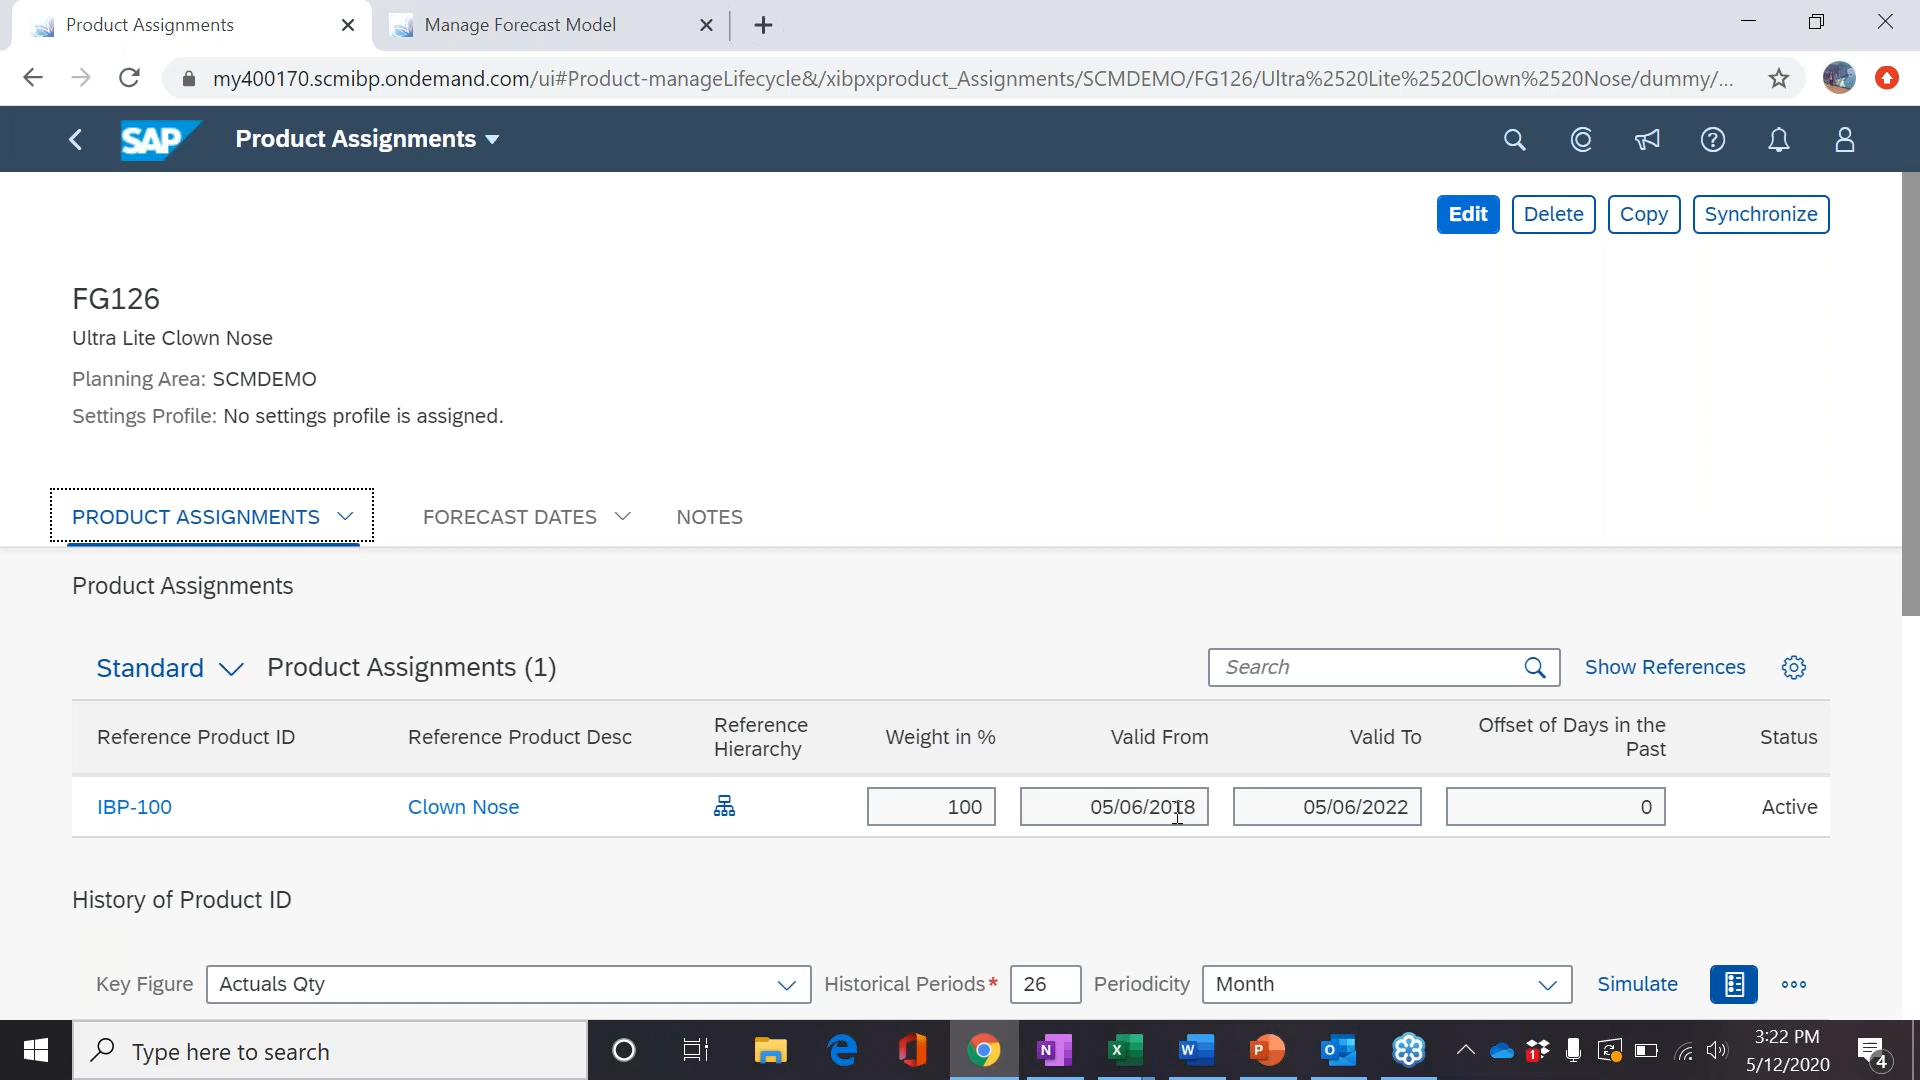 Product Assignments
Manage Forecast Model
my400170.scmibp.ondemand.com/ui#Product-manageLifecycle&/xibpxproduct_Assignments/SCMDEMO/FG126/Ultra%2520Lite%2520Clown%2520Nose/dummy/...
SAP
Product Assignments
Edit
Delete
Copy
Synchronize
FG126
Ultra Lite Clown Nose
Planning Area: SCMDEMO
Settings Profile: No settings profile is assigned.
PRODUCT ASSIGNMENTS
FORECAST DATES
NOTES
Product Assignments
Standard
Product Assignments (1)
Search
Show References
Reference Product ID
Reference Product Desc
Reference
Hierarchy
Weight in %
Valid From
Valid To
Offset of Days in the
Past
Status
IBP-100
Clown Nose
100
05/06/2018
05/06/2022
0
Active
History of Product ID
Key Figure
Actuals Qty
Historical Periods*
26
Periodicity
Month
Simulate
Type here to search
N
X
W
P
O
1
3:22 PM
5/12/2020
4